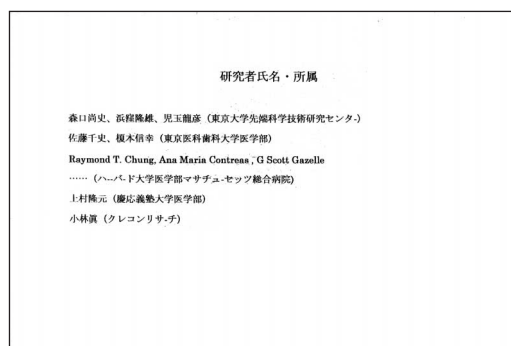 研究者氏名・所属
森口尚史、浜窪隆雄、児玉龍彦（東京大学先端科学技術研究センタ-）
佐藤千史、榎本信幸（東京医科歯科大学医学部）
Raymond T. Chung, Ana Maria Contreas , G Scott Gazelle
……（ハ-バ-ド大学医学部マサチュ-セッツ総合病院）
上村隆元（慶応義塾大学医学部）
小林眞（クレコンリサ-チ）